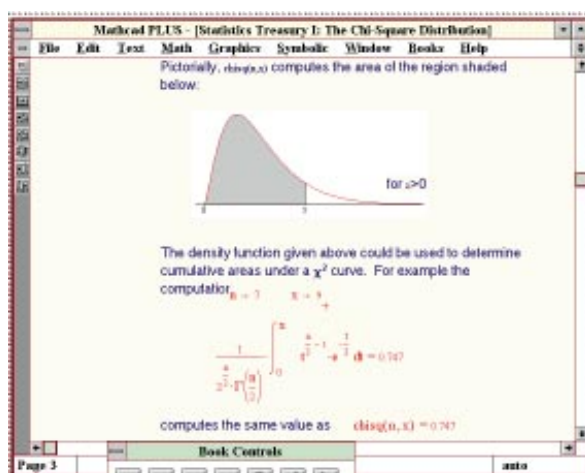 Mathcad PLUS - [Statistics Treasury I: The Chi-Square Distribution]
File Edit Text Math Graphics Symbolic Window Books Help
Pictorially, chisq(n,x) computes the area of the region shaded
below:
for x>0
0
The density function given above could be used to determine
cumulative areas under a χ² curve. For example the
computation
computes the same value as chisq(n, x) = 0.747
Book Controls
Page 3 auto